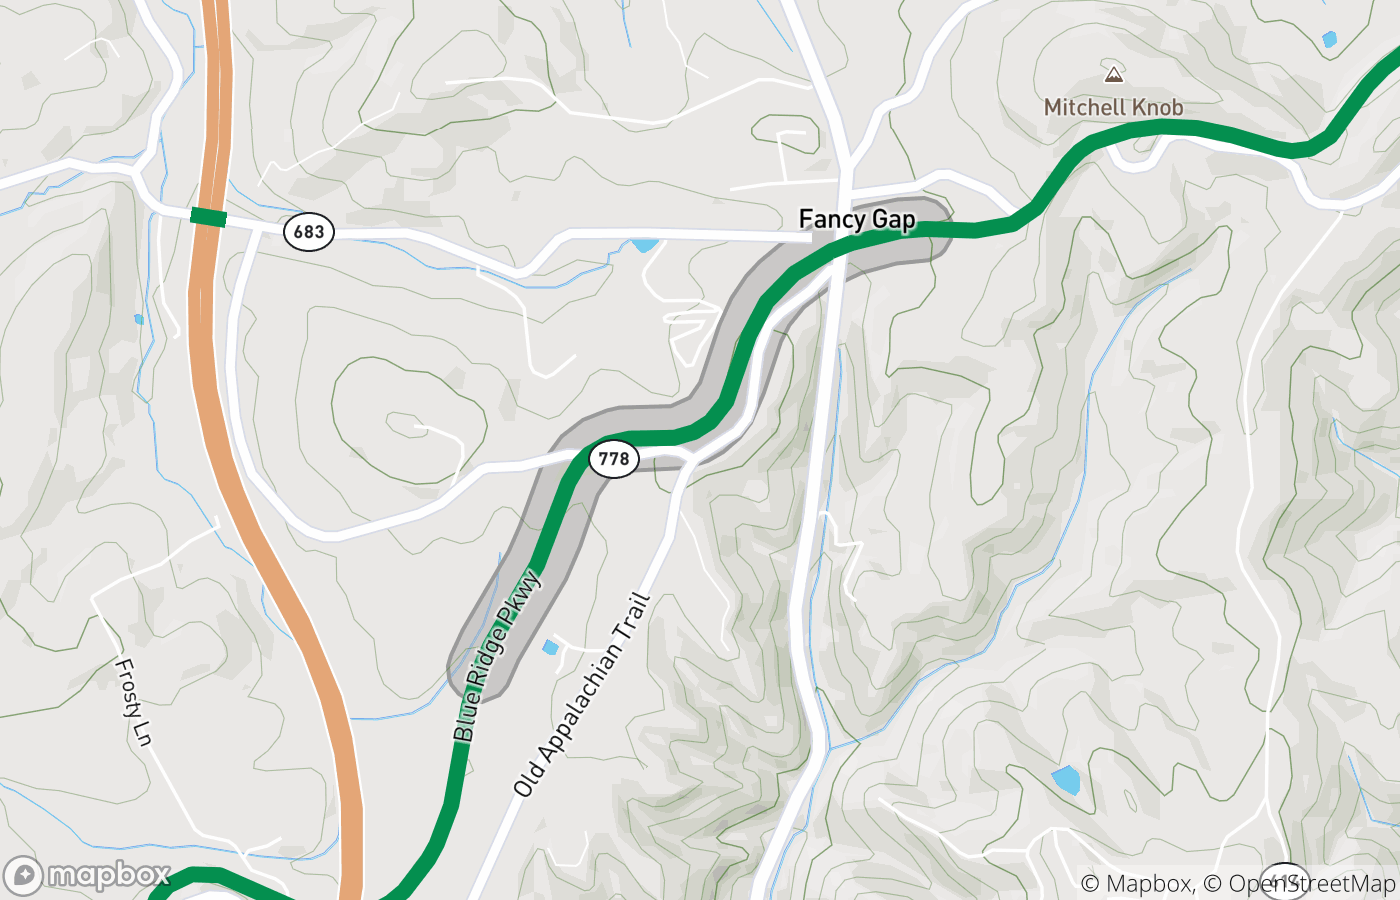 Mitchell Knob
Fancy Gap
683
778
Blue Ridge Pkwy
Old Appalachian Trail
Frosty Ln
mapbox
© Mapbox, © OpenStreetMap